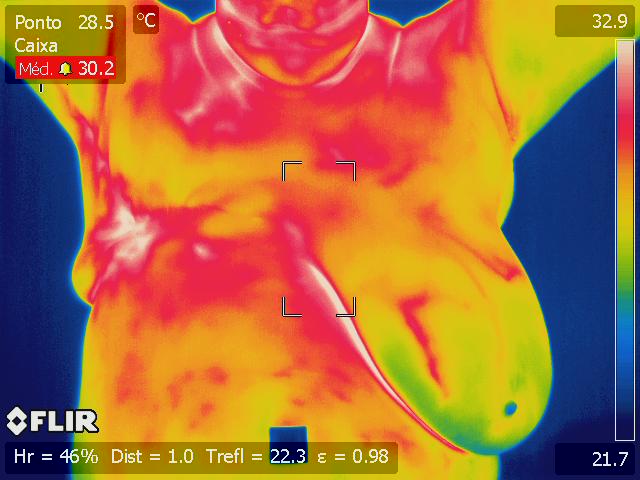 Ponto 28.5 °C
Caixa
Méd. 30.2
32.9
FLIR
Hr = 46% Dist = 1.0 Trefl = 22.3 ε = 0.98
21.7